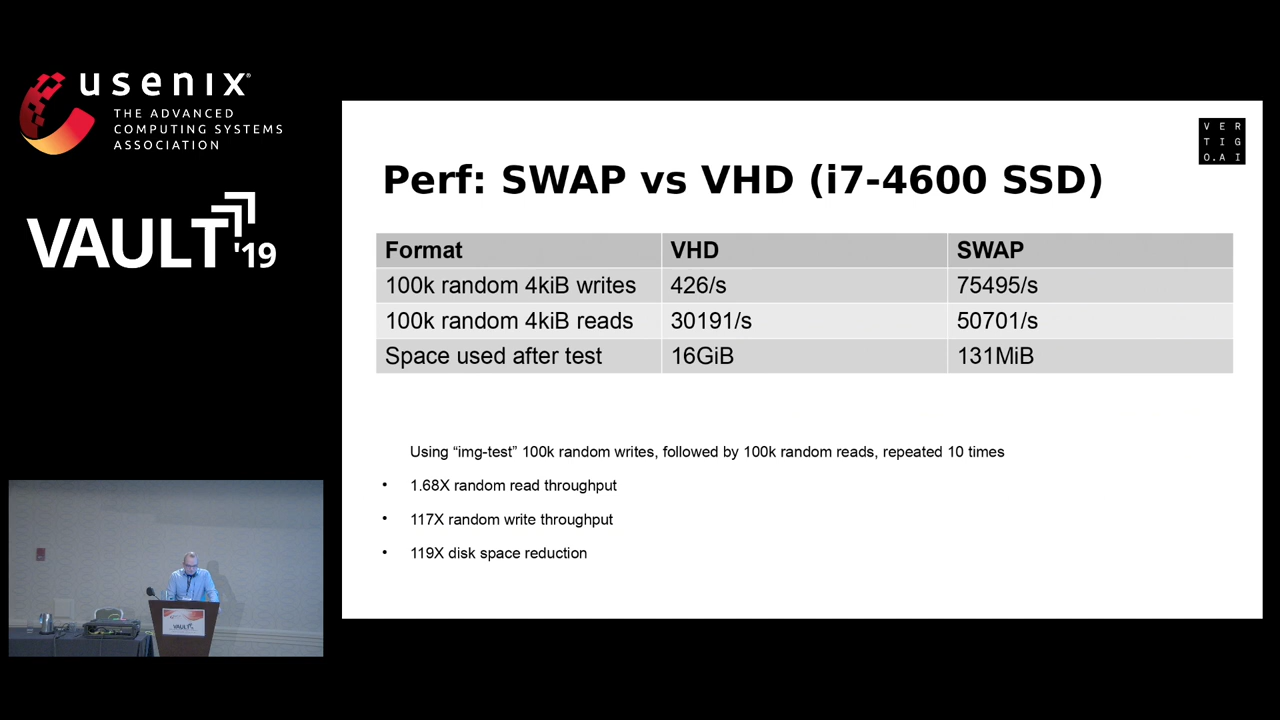 usenix®
THE ADVANCED
COMPUTING SYSTEMS
ASSOCIATION
VAULT'19
VER
TIG
O.AI
Perf: SWAP vs VHD (i7-4600 SSD)
Format VHD SWAP
100k random 4kiB writes 426/s 75495/s
100k random 4kiB reads 30191/s 50701/s
Space used after test 16GiB 131MiB
Using “img-test” 100k random writes, followed by 100k random reads, repeated 10 times
• 1.68X random read throughput
• 117X random write throughput
• 119X disk space reduction
VAULT